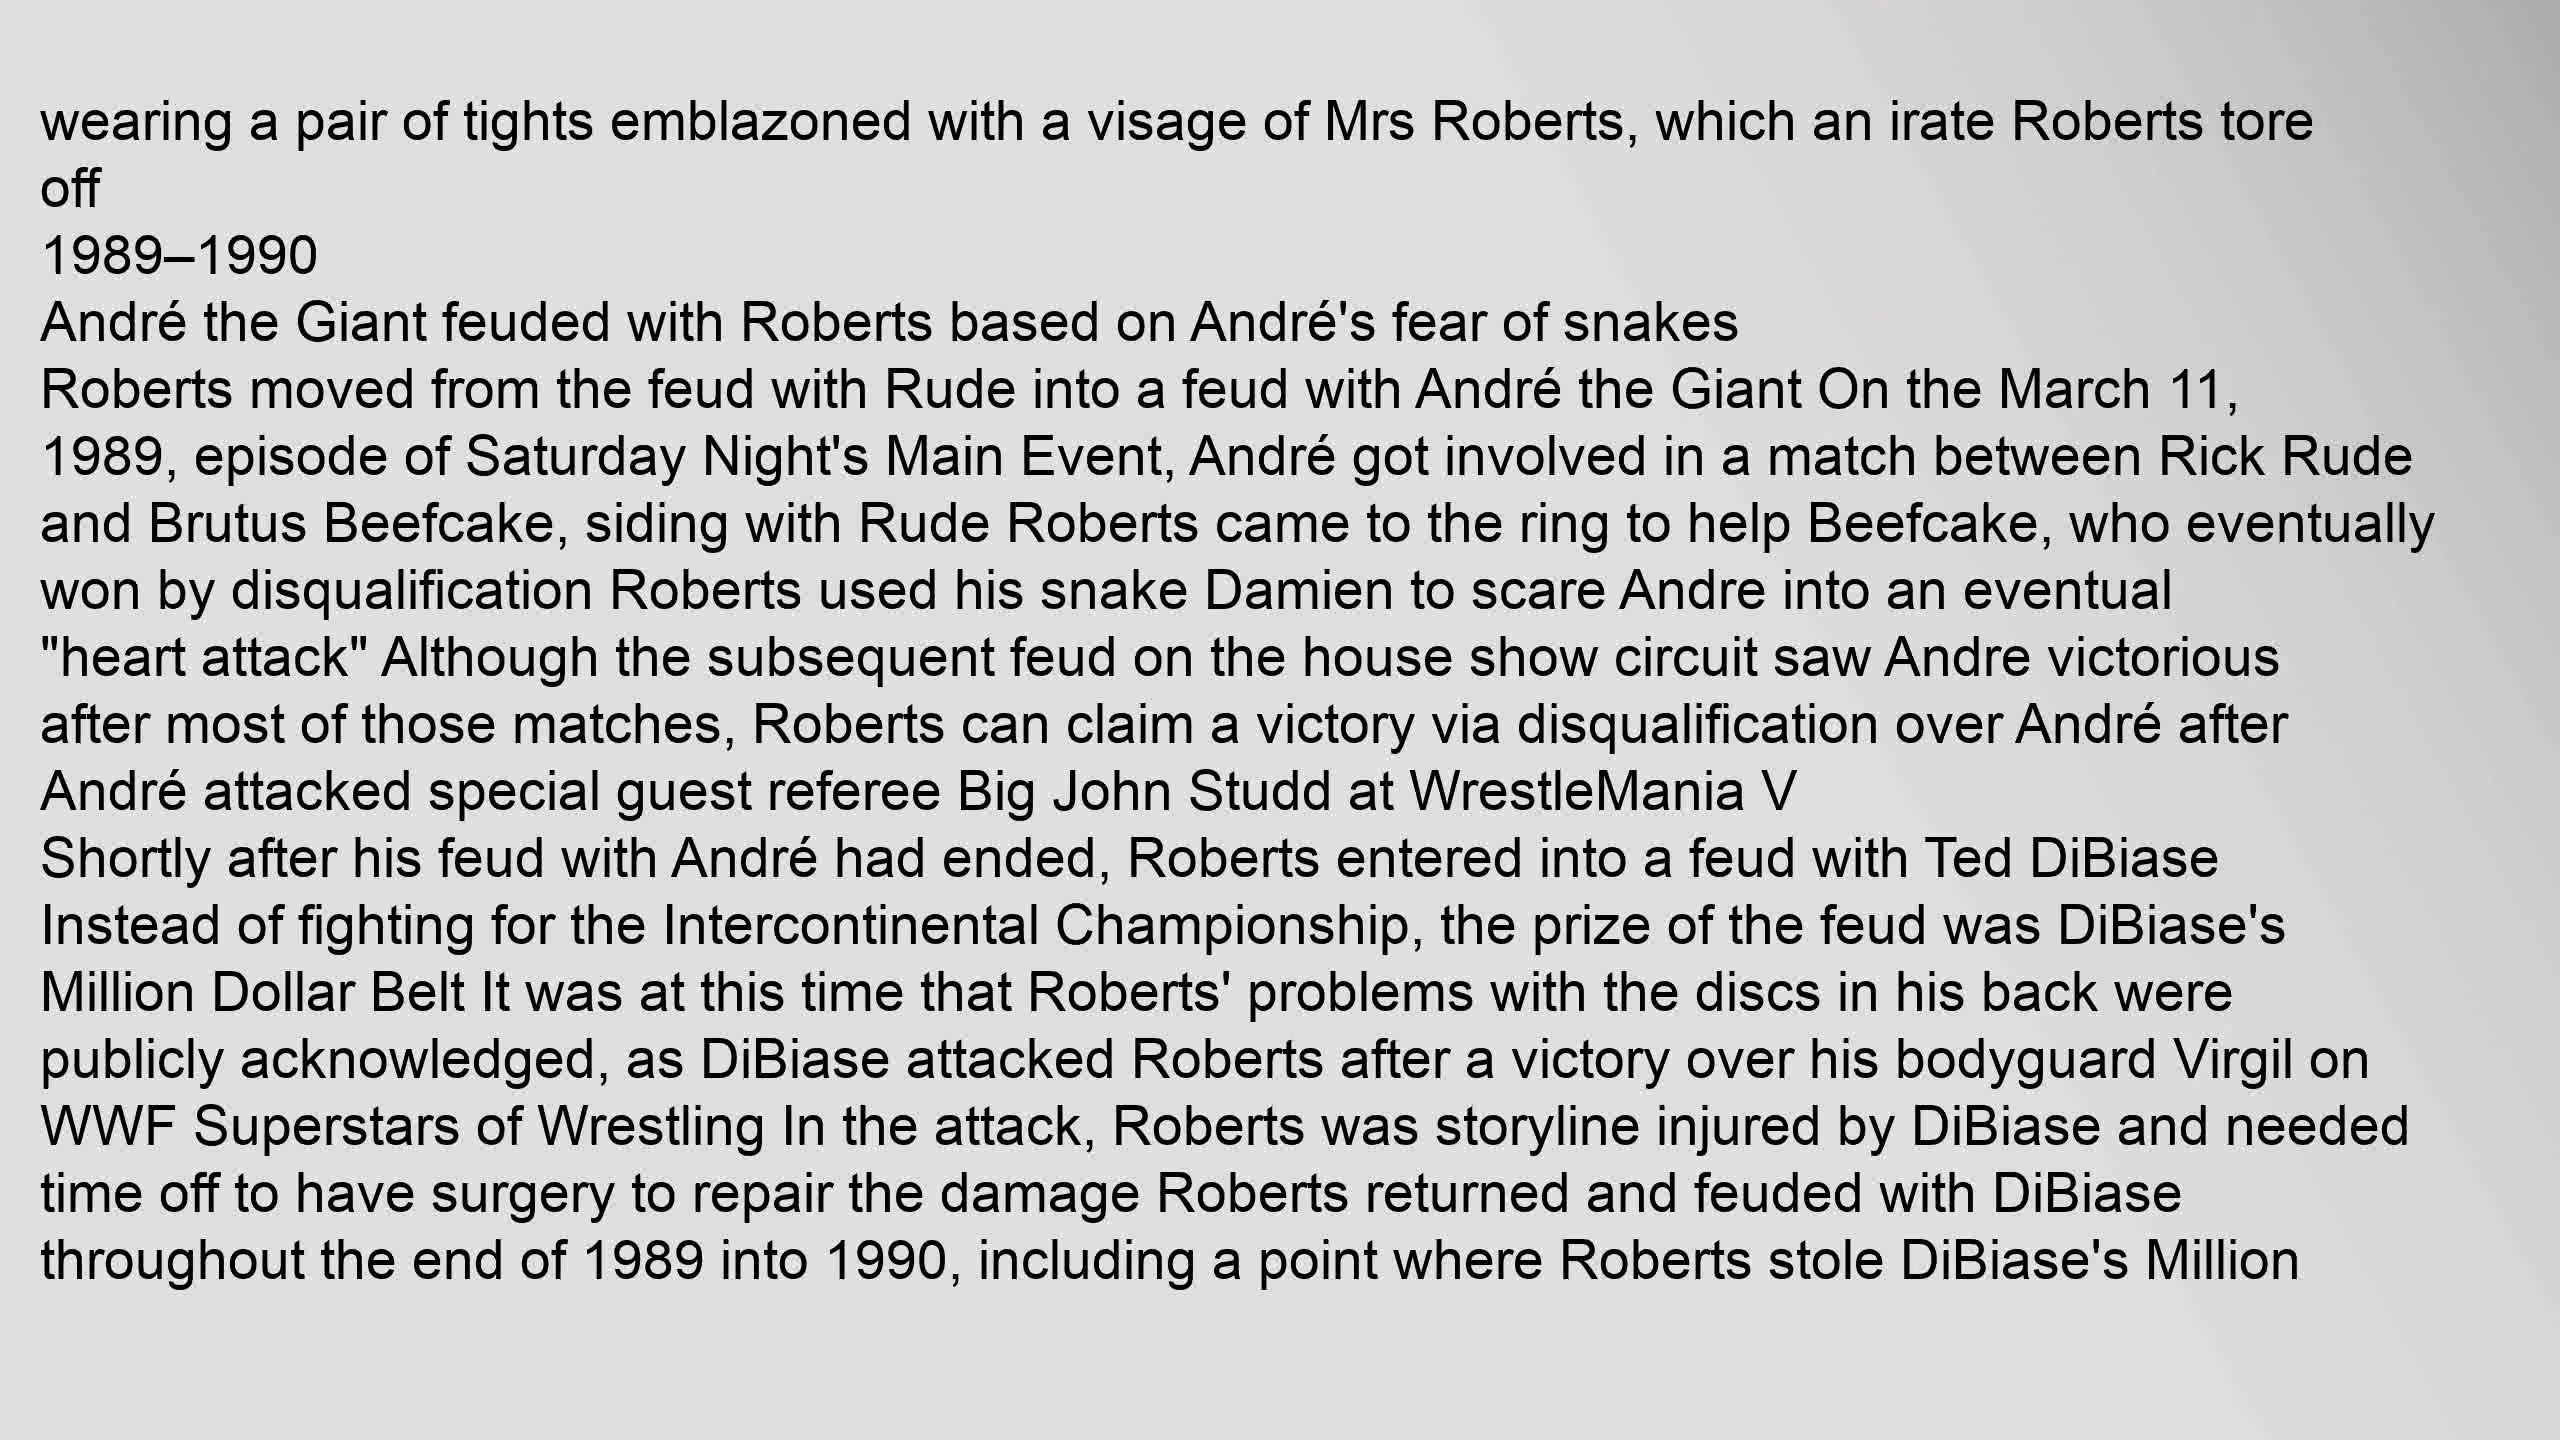 wearing a pair of tights emblazoned with a visage of Mrs Roberts, which an irate Roberts tore
off
1989–1990
André the Giant feuded with Roberts based on André's fear of snakes
Roberts moved from the feud with Rude into a feud with André the Giant On the March 11,
1989, episode of Saturday Night's Main Event, André got involved in a match between Rick Rude
and Brutus Beefcake, siding with Rude Roberts came to the ring to help Beefcake, who eventually
won by disqualification Roberts used his snake Damien to scare Andre into an eventual
"heart attack" Although the subsequent feud on the house show circuit saw Andre victorious
after most of those matches, Roberts can claim a victory via disqualification over André after
André attacked special guest referee Big John Studd at WrestleMania V
Shortly after his feud with André had ended, Roberts entered into a feud with Ted DiBiase
Instead of fighting for the Intercontinental Championship, the prize of the feud was DiBiase's
Million Dollar Belt It was at this time that Roberts' problems with the discs in his back were
publicly acknowledged, as DiBiase attacked Roberts after a victory over his bodyguard Virgil on
WWF Superstars of Wrestling In the attack, Roberts was storyline injured by DiBiase and needed
time off to have surgery to repair the damage Roberts returned and feuded with DiBiase
throughout the end of 1989 into 1990, including a point where Roberts stole DiBiase's Million